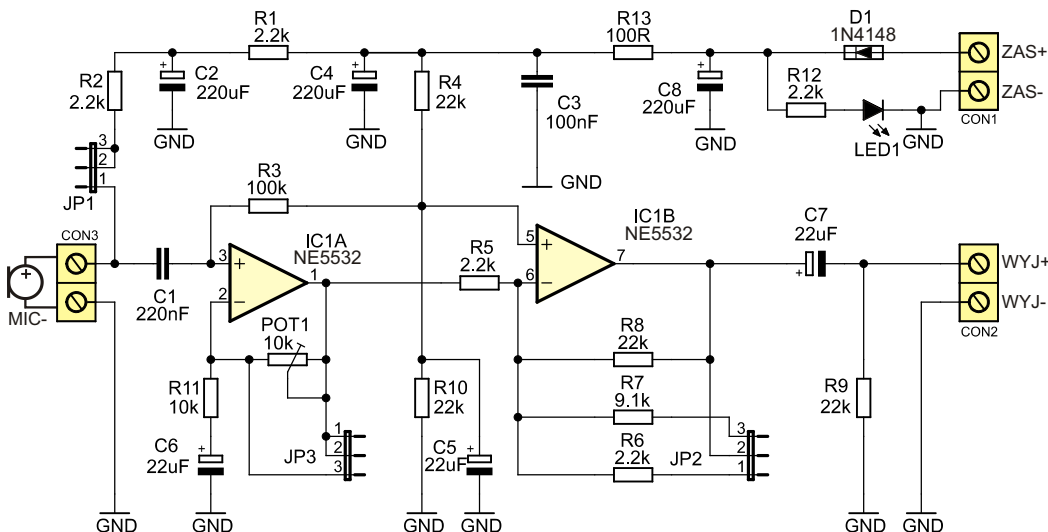 R1
2.2k
R13
100R
D1
1N4148
ZAS+
R2
2.2k
C2
220uF
C4
220uF
R4
22k
C3
100nF
C8
220uF
R12
2.2k
ZAS-
CON1
GND
GND
GND
LED1
GND
GND
3
2
1
JP1
R3
100k
IC1A
NE5532
IC1B
NE5532
C7
22uF
CON3
3
+
2
−
1
R5
2.2k
5
+
6
−
7
+
WYJ+
WYJ-
CON2
MIC-
C1
220nF
POT1
10k
R8
22k
R11
10k
R10
22k
R7
9.1k
R9
22k
C6
22uF
JP3
1
2
3
C5
22uF
R6
2.2k
JP2
3
2
1
GND
GND
GND
GND
GND
GND